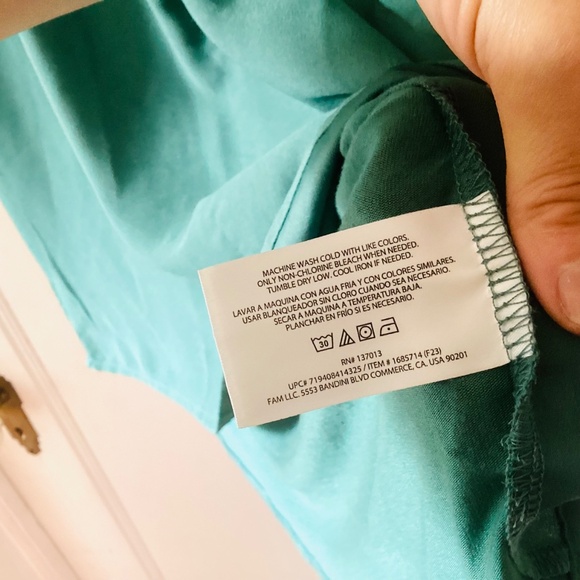 MACHINE WASH COLD WITH LIKE COLORS.
ONLY NON-CHLORINE BLEACH WHEN NEEDED.
TUMBLE DRY LOW. COOL IRON IF NEEDED.
LAVAR A MAQUINA CON AGUA FRIA Y CON COLORES SIMILARES.
USAR BLANQUEADOR SIN CLORO CUANDO SEA NECESARIO.
SECAR A MAQUINA A TEMPERATURA BAJA.
PLANCHAR EN FRÍO SI ES NECESARIO.
30
RN# 137013
UPC# 719408414325 / ITEM # 1685714 (F23)
FAM LLC. 5553 BANDINI BLVD COMMERCE, CA. USA 90201